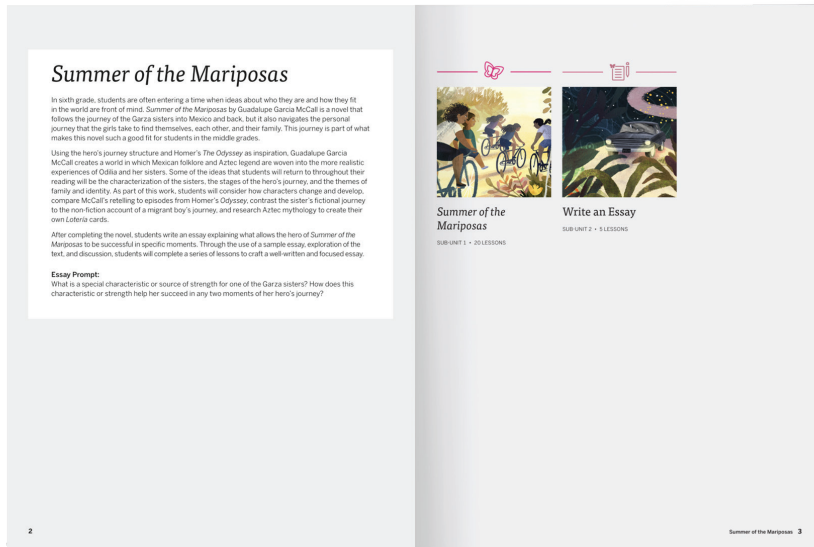 Summer of the Mariposas
In sixth grade, students are often entering a time when ideas about who they are and how they fit
in the world are front of mind. Summer of the Mariposas by Guadalupe Garcia McCall is a novel that
follows the journey of the Garza sisters into Mexico and back, but it also navigates the personal
journey that the girls take to find themselves, each other, and their family. This journey is part of what
makes this novel such a good fit for students in the middle grades.
Using the hero's journey structure and Homer's The Odyssey as inspiration, Guadalupe Garcia
McCall creates a world in which Mexican folklore and Aztec legend are woven into the more realistic
experiences of Odilia and her sisters. Some of the ideas that students will return to throughout their
reading will be the characterization of the sisters, the stages of the hero's journey, and the themes of
family and identity. As part of this work, students will consider how characters change and develop,
compare McCall's retelling to episodes from Homer's Odyssey, contrast the sister's fictional journey
to the non-fiction account of a migrant boy's journey, and research Aztec mythology to create their
own Loteria cards.
After completing the novel, students write an essay explaining what allows the hero of Summer of the
Mariposas to be successful in specific moments. Through the use of a sample essay, exploration of the
text, and discussion, students will complete a series of lessons to craft a well-written and focused essay.
Essay Prompt:
What is a special characteristic or source of strength for one of the Garza sisters? How does this
characteristic or strength help her succeed in any two moments of her hero's journey?
2
Summer of the
Mariposas
SUB-UNIT 1 • 20 LESSONS
Write an Essay
SUB-UNIT 2 • 5 LESSONS
Summer of the Mariposas 3